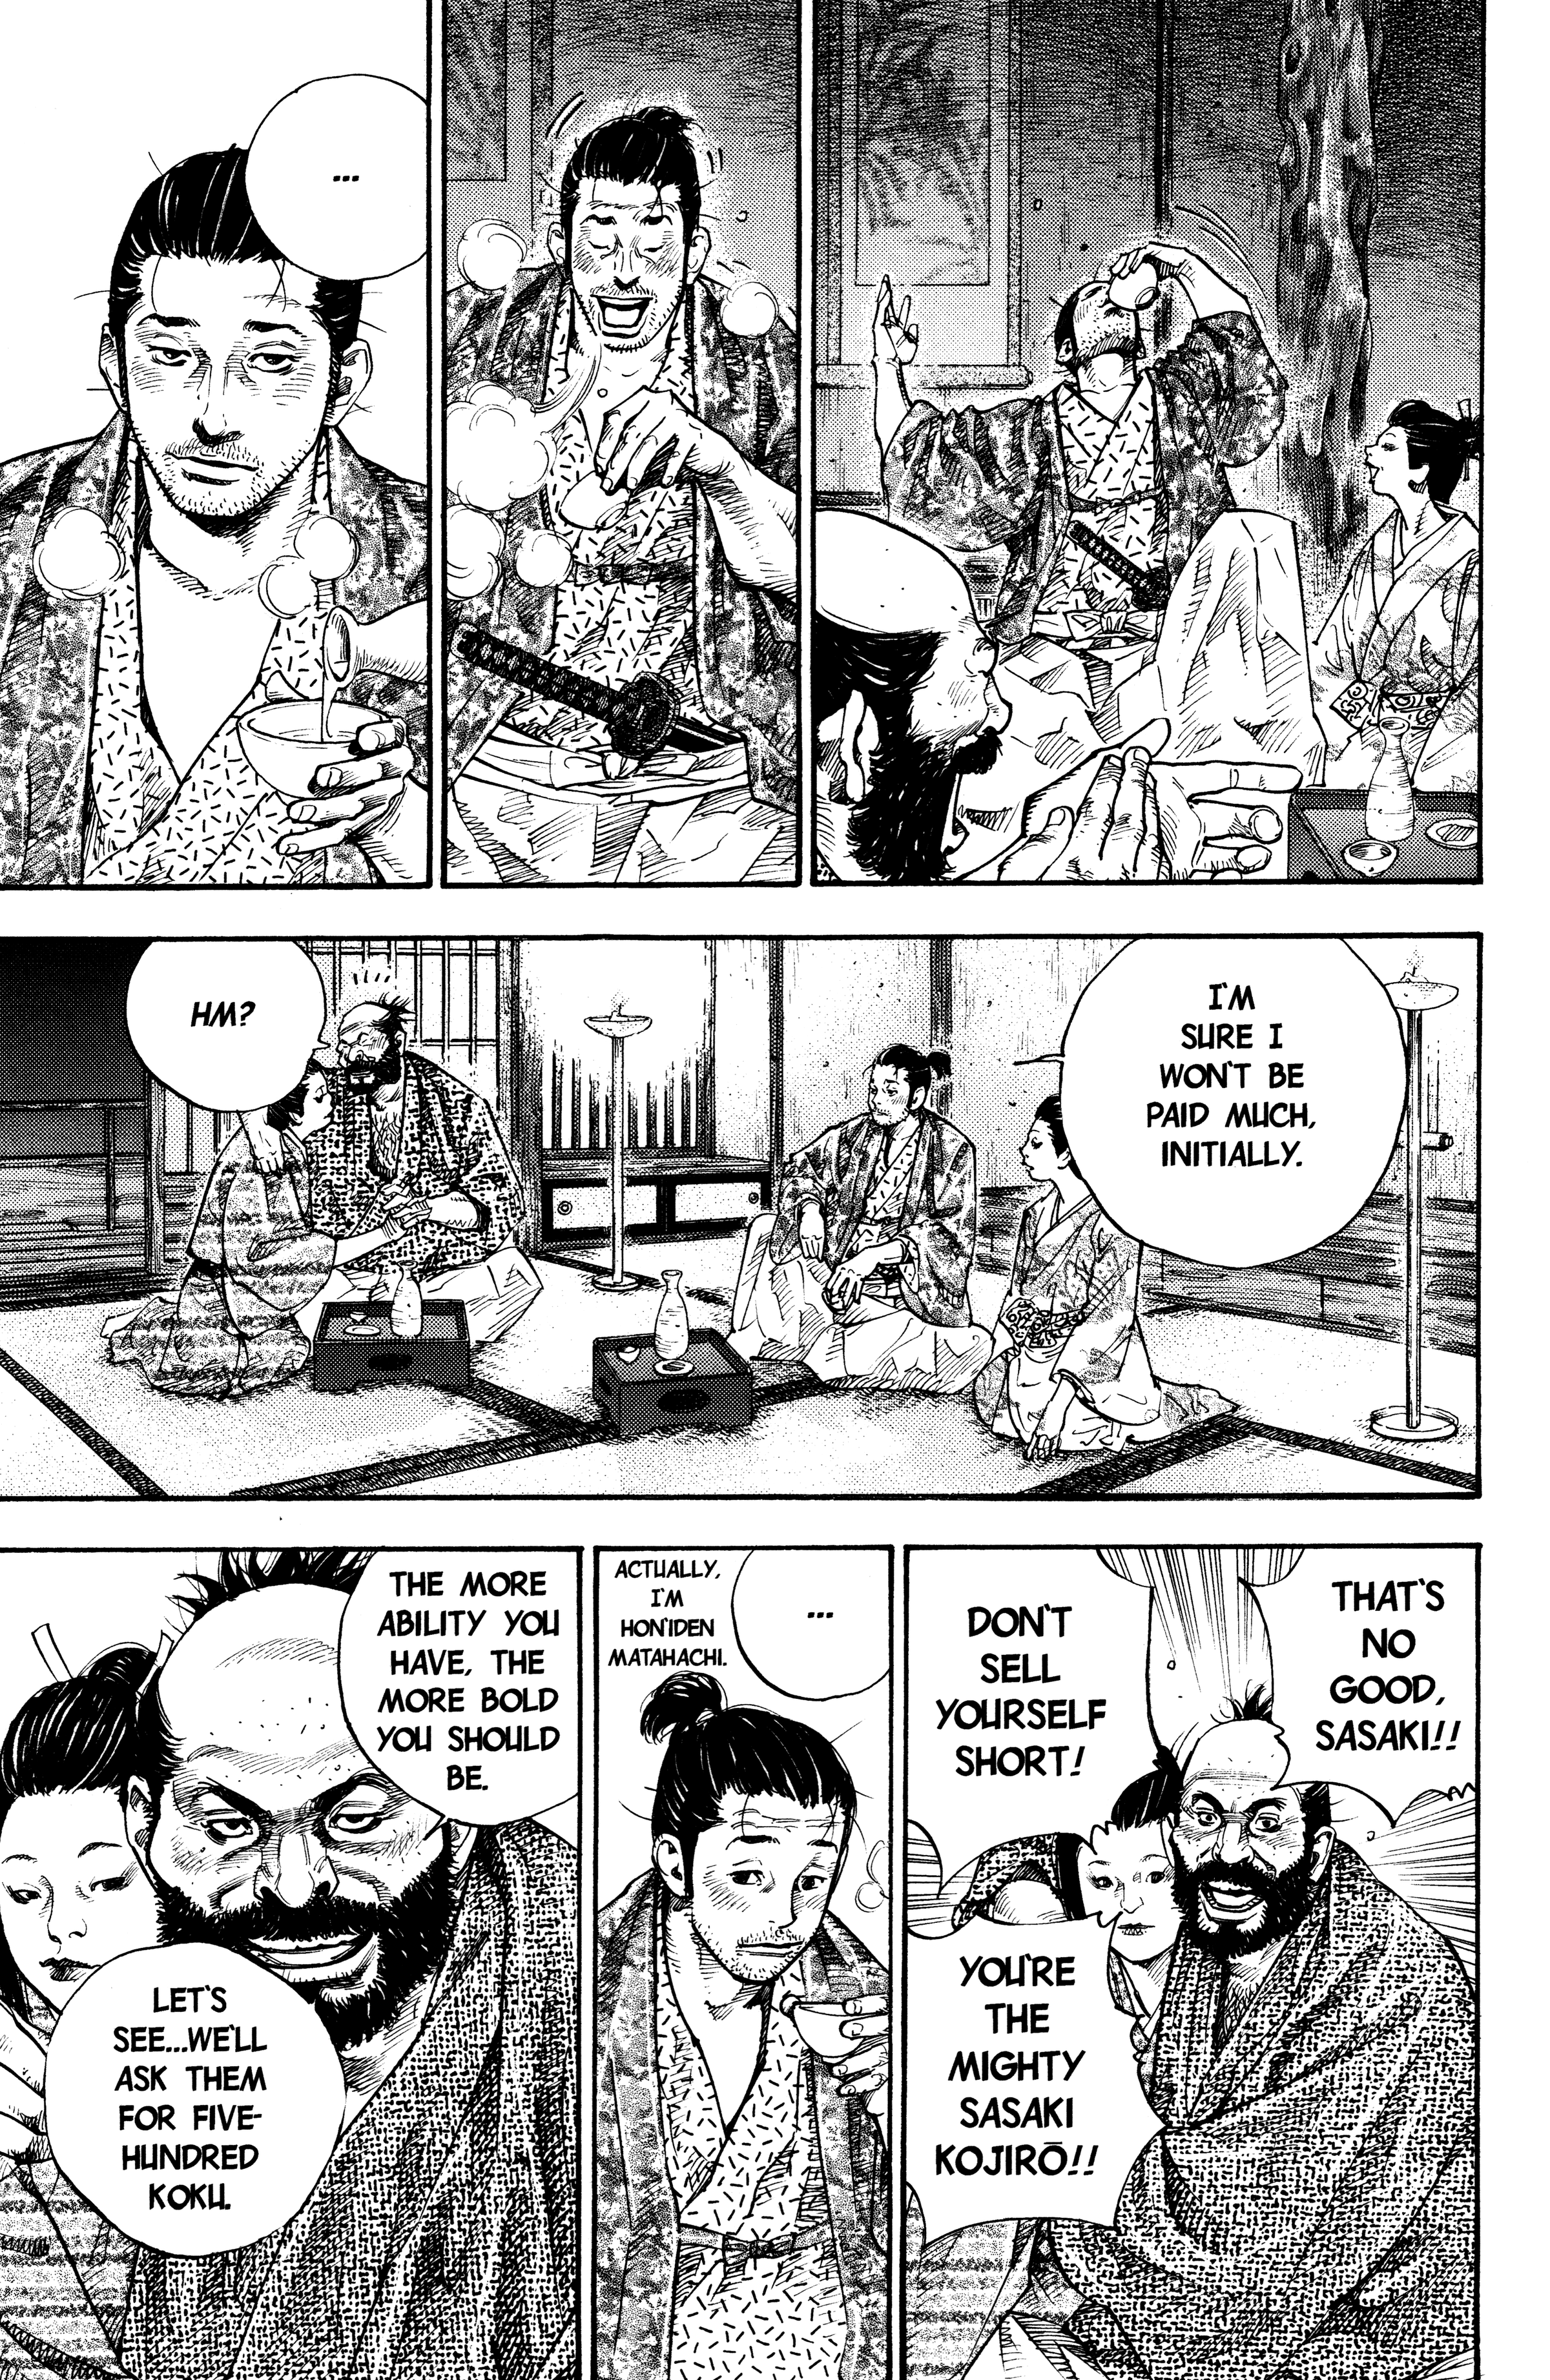 ...
I'M
SURE I
WON'T BE
PAID MUCH,
INITIALLY.
HM?
THAT'S
NO
GOOD,
SASAKI!!
DON'T
SELL
YOURSELF
SHORT!
YOU'RE
THE
MIGHTY
SASAKI
KOJIRŌ!!
...
ACTUALLY,
I'M
HON'IDEN
MATAHACHI.
THE MORE
ABILITY YOU
HAVE, THE
MORE BOLD
YOU SHOULD
BE.
LET'S
SEE...WE'LL
ASK THEM
FOR FIVE-
HUNDRED
KOKU.